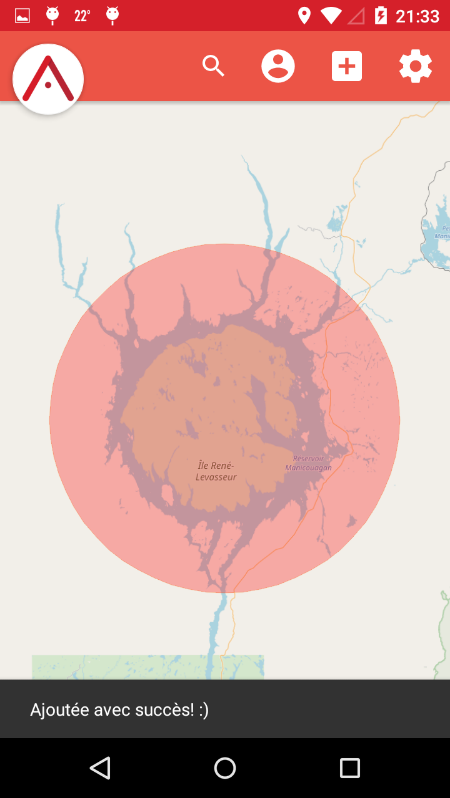 22° 21:33
Île René-
Levasseur
Réservoir
Manicouagan
Ajoutée avec succès! :)